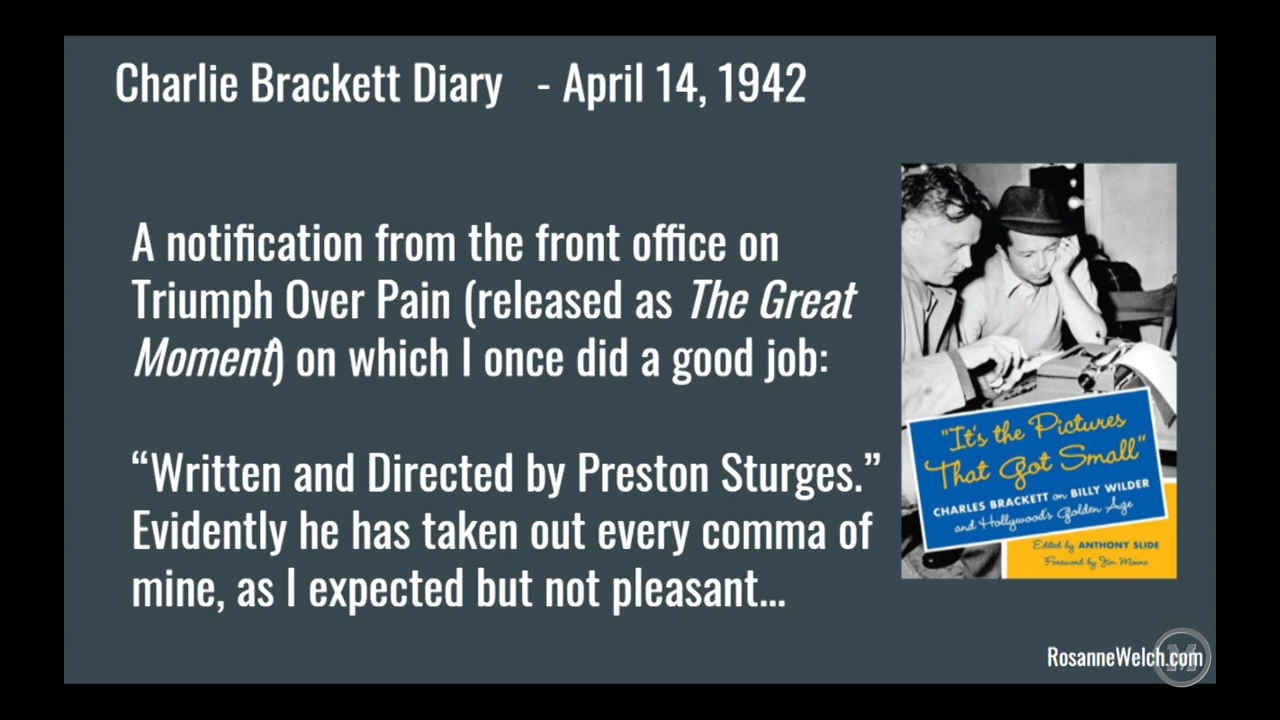 Charlie Brackett Diary - April 14, 1942
A notification from the front office on
Triumph Over Pain (released as The Great
Moment) on which I once did a good job:
“Written and Directed by Preston Sturges.”
Evidently he has taken out every comma of
mine, as I expected but not pleasant...
"It's the Pictures
That Got Small"
CHARLES BRACKETT on BILLY WILDER
and Hollywood's Golden Age
Edited by ANTHONY SLIDE
Foreword by Jim Moore
RosanneWelch.com
M